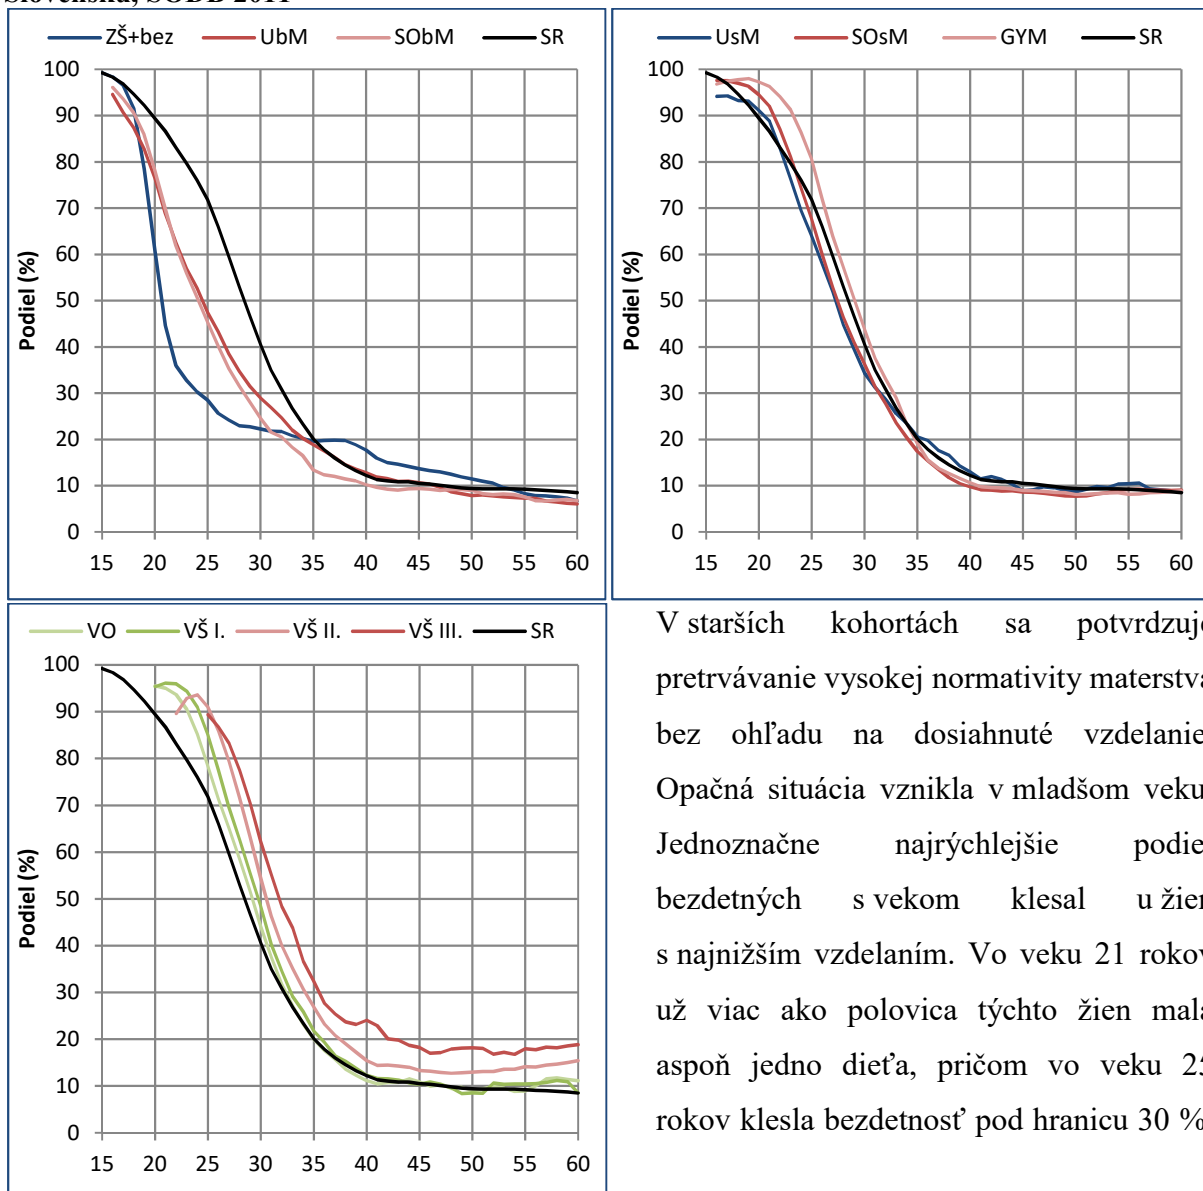 Slovenska, SODB 2011
ZŠ+bez UbM SObM SR
Podiel (%)
100
90
80
70
60
50
40
30
20
10
0
15 20 25 30 35 40 45 50 55 60
UsM SOsM GYM SR
Podiel (%)
100
90
80
70
60
50
40
30
20
10
0
15 20 25 30 35 40 45 50 55 60
VO VŠ I. VŠ II. VŠ III. SR
Podiel (%)
100
90
80
70
60
50
40
30
20
10
0
15 20 25 30 35 40 45 50 55 60
V starších kohortách sa potvrdzuje
pretrvávanie vysokej normativity materstva
bez ohľadu na dosiahnuté vzdelanie
Opačná situácia vznikla v mladšom veku
Jednoznačne najrýchlejšie podie
bezdetných s vekom klesal u žien
s najnižším vzdelaním. Vo veku 21 rokov
už viac ako polovica týchto žien mala
aspoň jedno dieťa, pričom vo veku 25
rokov klesla bezdetnosť pod hranicu 30 %